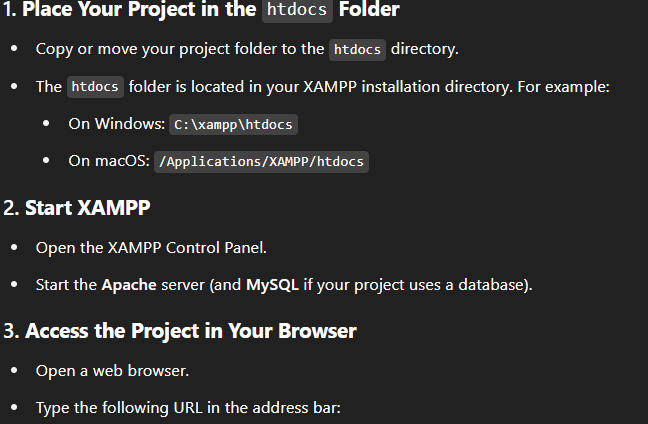 1. Place Your Project in the htdocs Folder
• Copy or move your project folder to the htdocs directory.
• The htdocs folder is located in your XAMPP installation directory. For example:
• On Windows: C:\xampp\htdocs
• On macOS: /Applications/XAMPP/htdocs
2. Start XAMPP
• Open the XAMPP Control Panel.
• Start the Apache server (and MySQL if your project uses a database).
3. Access the Project in Your Browser
• Open a web browser.
• Type the following URL in the address bar: